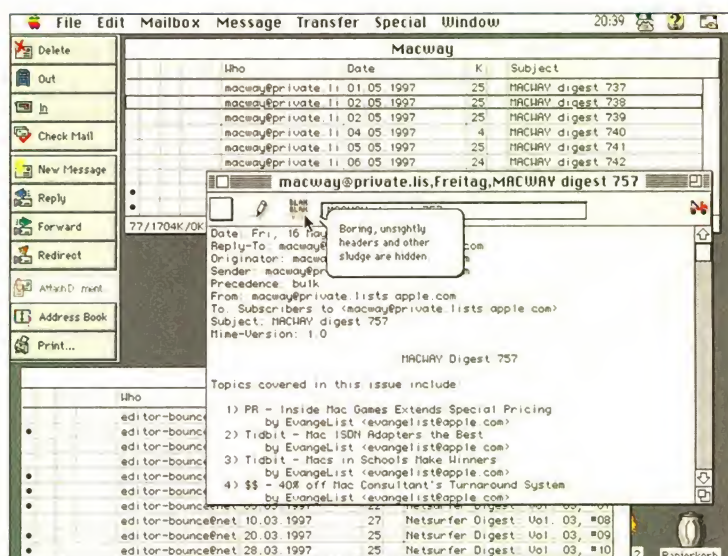 File Edit Mailbox Message Transfer Special Window 20:39
Delete
Out
In
Check Mail
New Message
Reply
Forward
Redirect
Address Book
Print...
Macway
Who Date K Subject
macway@private.li 01.05.1997 25 MACWAY digest 737
macway@private.li 02.05.1997 25 MACWAY digest 738
macway@private.li 02.05.1997 25 MACWAY digest 739
macway@private.li 04.05.1997 4 MACWAY digest 740
macway@private.li 05.05.1997 25 MACWAY digest 741
macway@private.li 06.05.1997 24 MACWAY digest 742
77/1704K/0K
macway@private.lis,Freitag,MACWAY digest 757
BLAH
BLAH
Boring, unsightly
headers and other
sludge are hidden.
Date: Fri, 16 May
Reply-To: macway@ com
Originator: macwa
Sender: macway@pr com
Precedence: bulk
From: macway@private.lists.apple.com
To: Subscribers to <macway@private.lists.apple.com>
Subject: MACWAY digest 757
Mime-Version: 1.0
MACWAY Digest 757
Topics covered in this issue include:
1) PR - Inside Mac Games Extends Special Pricing
by EvangeList <evangelist@apple.com>
2) Tidbit - Mac ISDN Adapters the Best
by EvangeList <evangelist@apple.com>
3) Tidbit - Macs in Schools Make Winners
by EvangeList <evangelist@apple.com>
4) $$ - 40% off Mac Consultant's Turnaround System
by EvangeList <evangelist@apple.com>
Who
editor-bounce
editor-bounce
editor-bounce
editor-bounce
editor-bounce
editor-bounce
editor-bounce@net 10.03.1997 27 Netsurfer Digest: Vol. 03, #08
editor-bounce@net 20.03.1997 25 Netsurfer Digest: Vol. 03, #09
editor-bounce@net 28.03.1997 25 Netsurfer Digest: Vol. 03, #10
Papierkorb